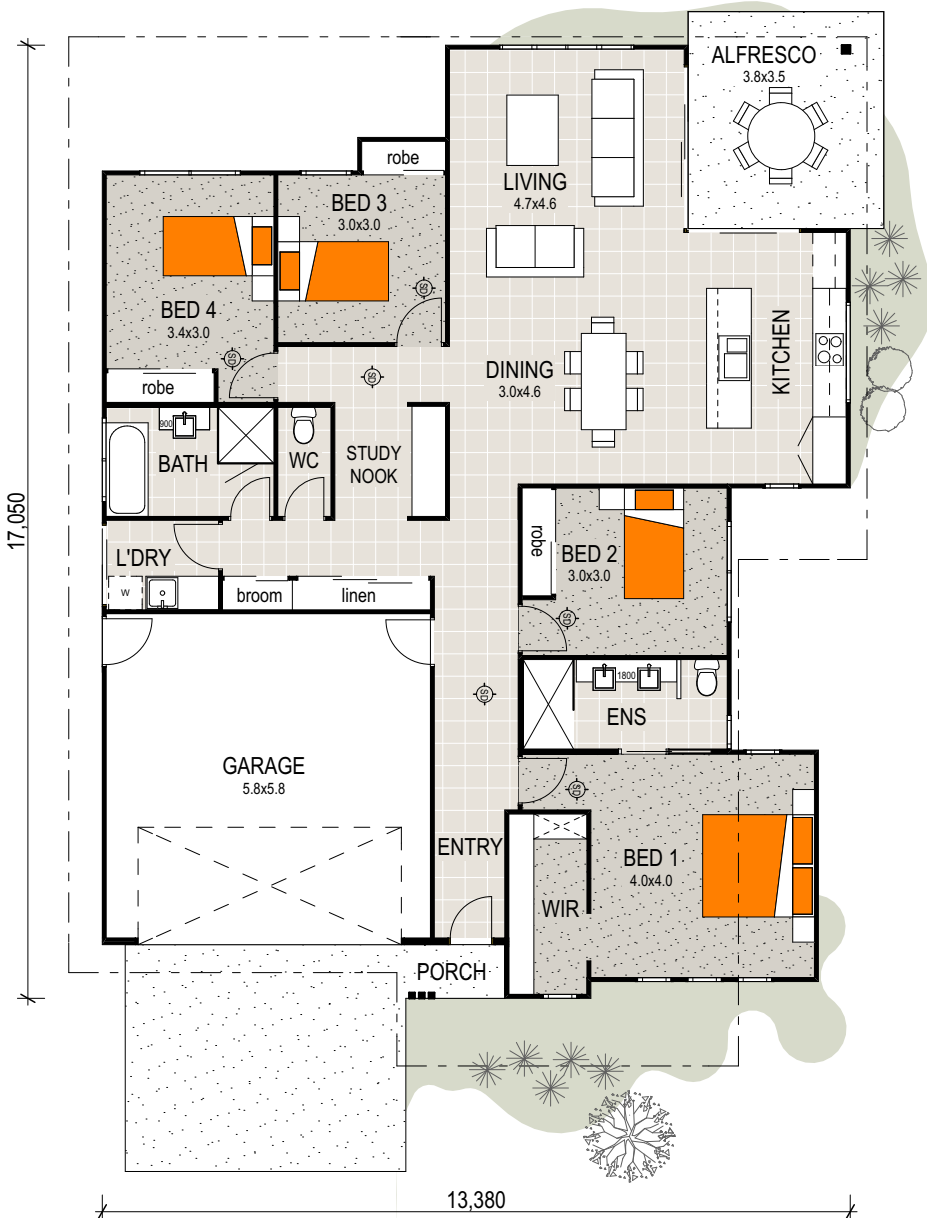 ALFRESCO
3.8x3.5
robe
LIVING
4.7x4.6
BED 3
3.0x3.0
SD
BED 4
3.4x3.0
SD
robe
SD
DINING
3.0x4.6
KITCHEN
900
BATH
WC
STUDY
NOOK
17,050
robe
BED 2
3.0x3.0
L'DRY
W
broom
linen
SD
1800
ENS
SD
GARAGE
5.8x5.8
SD
ENTRY
BED 1
4.0x4.0
WIR
PORCH
13,380